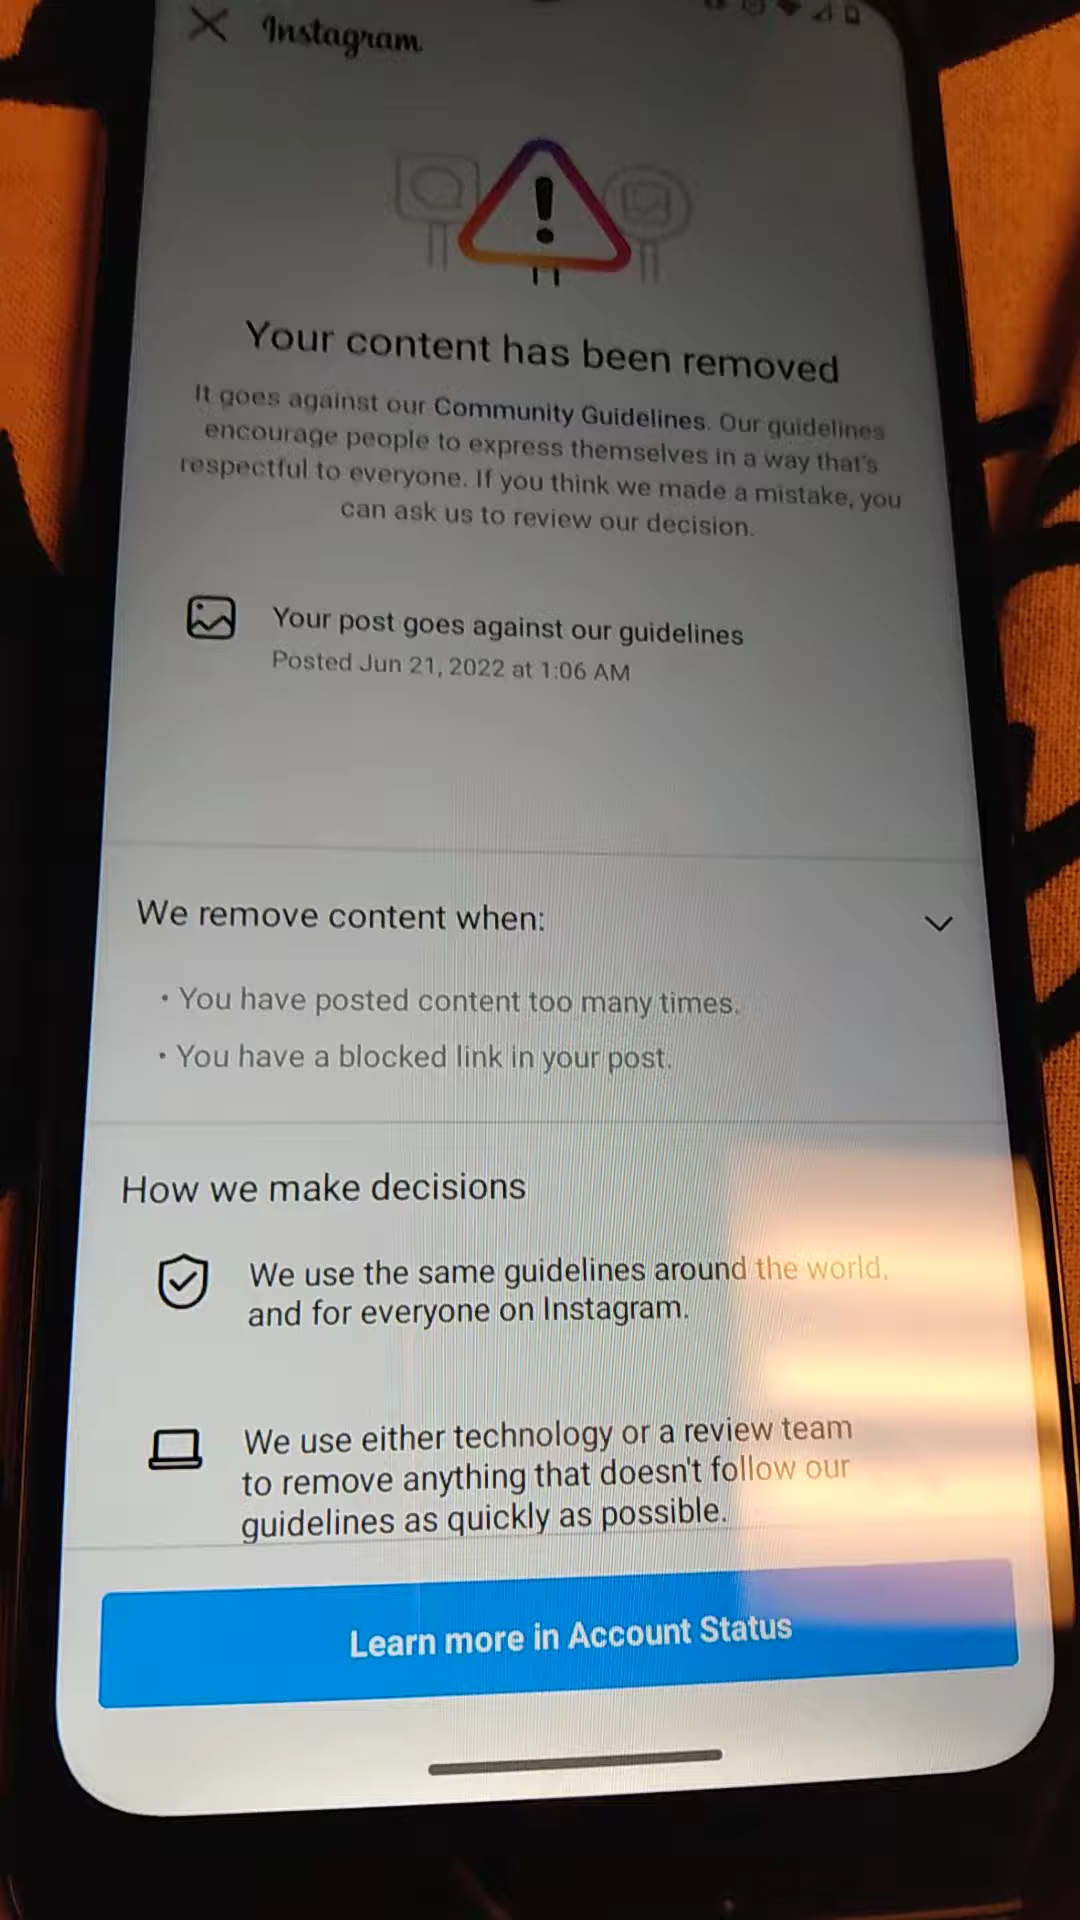 Instagram
Your content has been removed
It goes against our Community Guidelines. Our guidelines
encourage people to express themselves in a way that's
respectful to everyone. If you think we made a mistake, you
can ask us to review our decision.
Your post goes against our guidelines
Posted Jun 21, 2022 at 1:06 AM
We remove content when:
• You have posted content too many times.
• You have a blocked link in your post.
How we make decisions
We use the same guidelines around the world,
and for everyone on Instagram.
We use either technology or a review team
to remove anything that doesn't follow our
guidelines as quickly as possible.
Learn more in Account Status